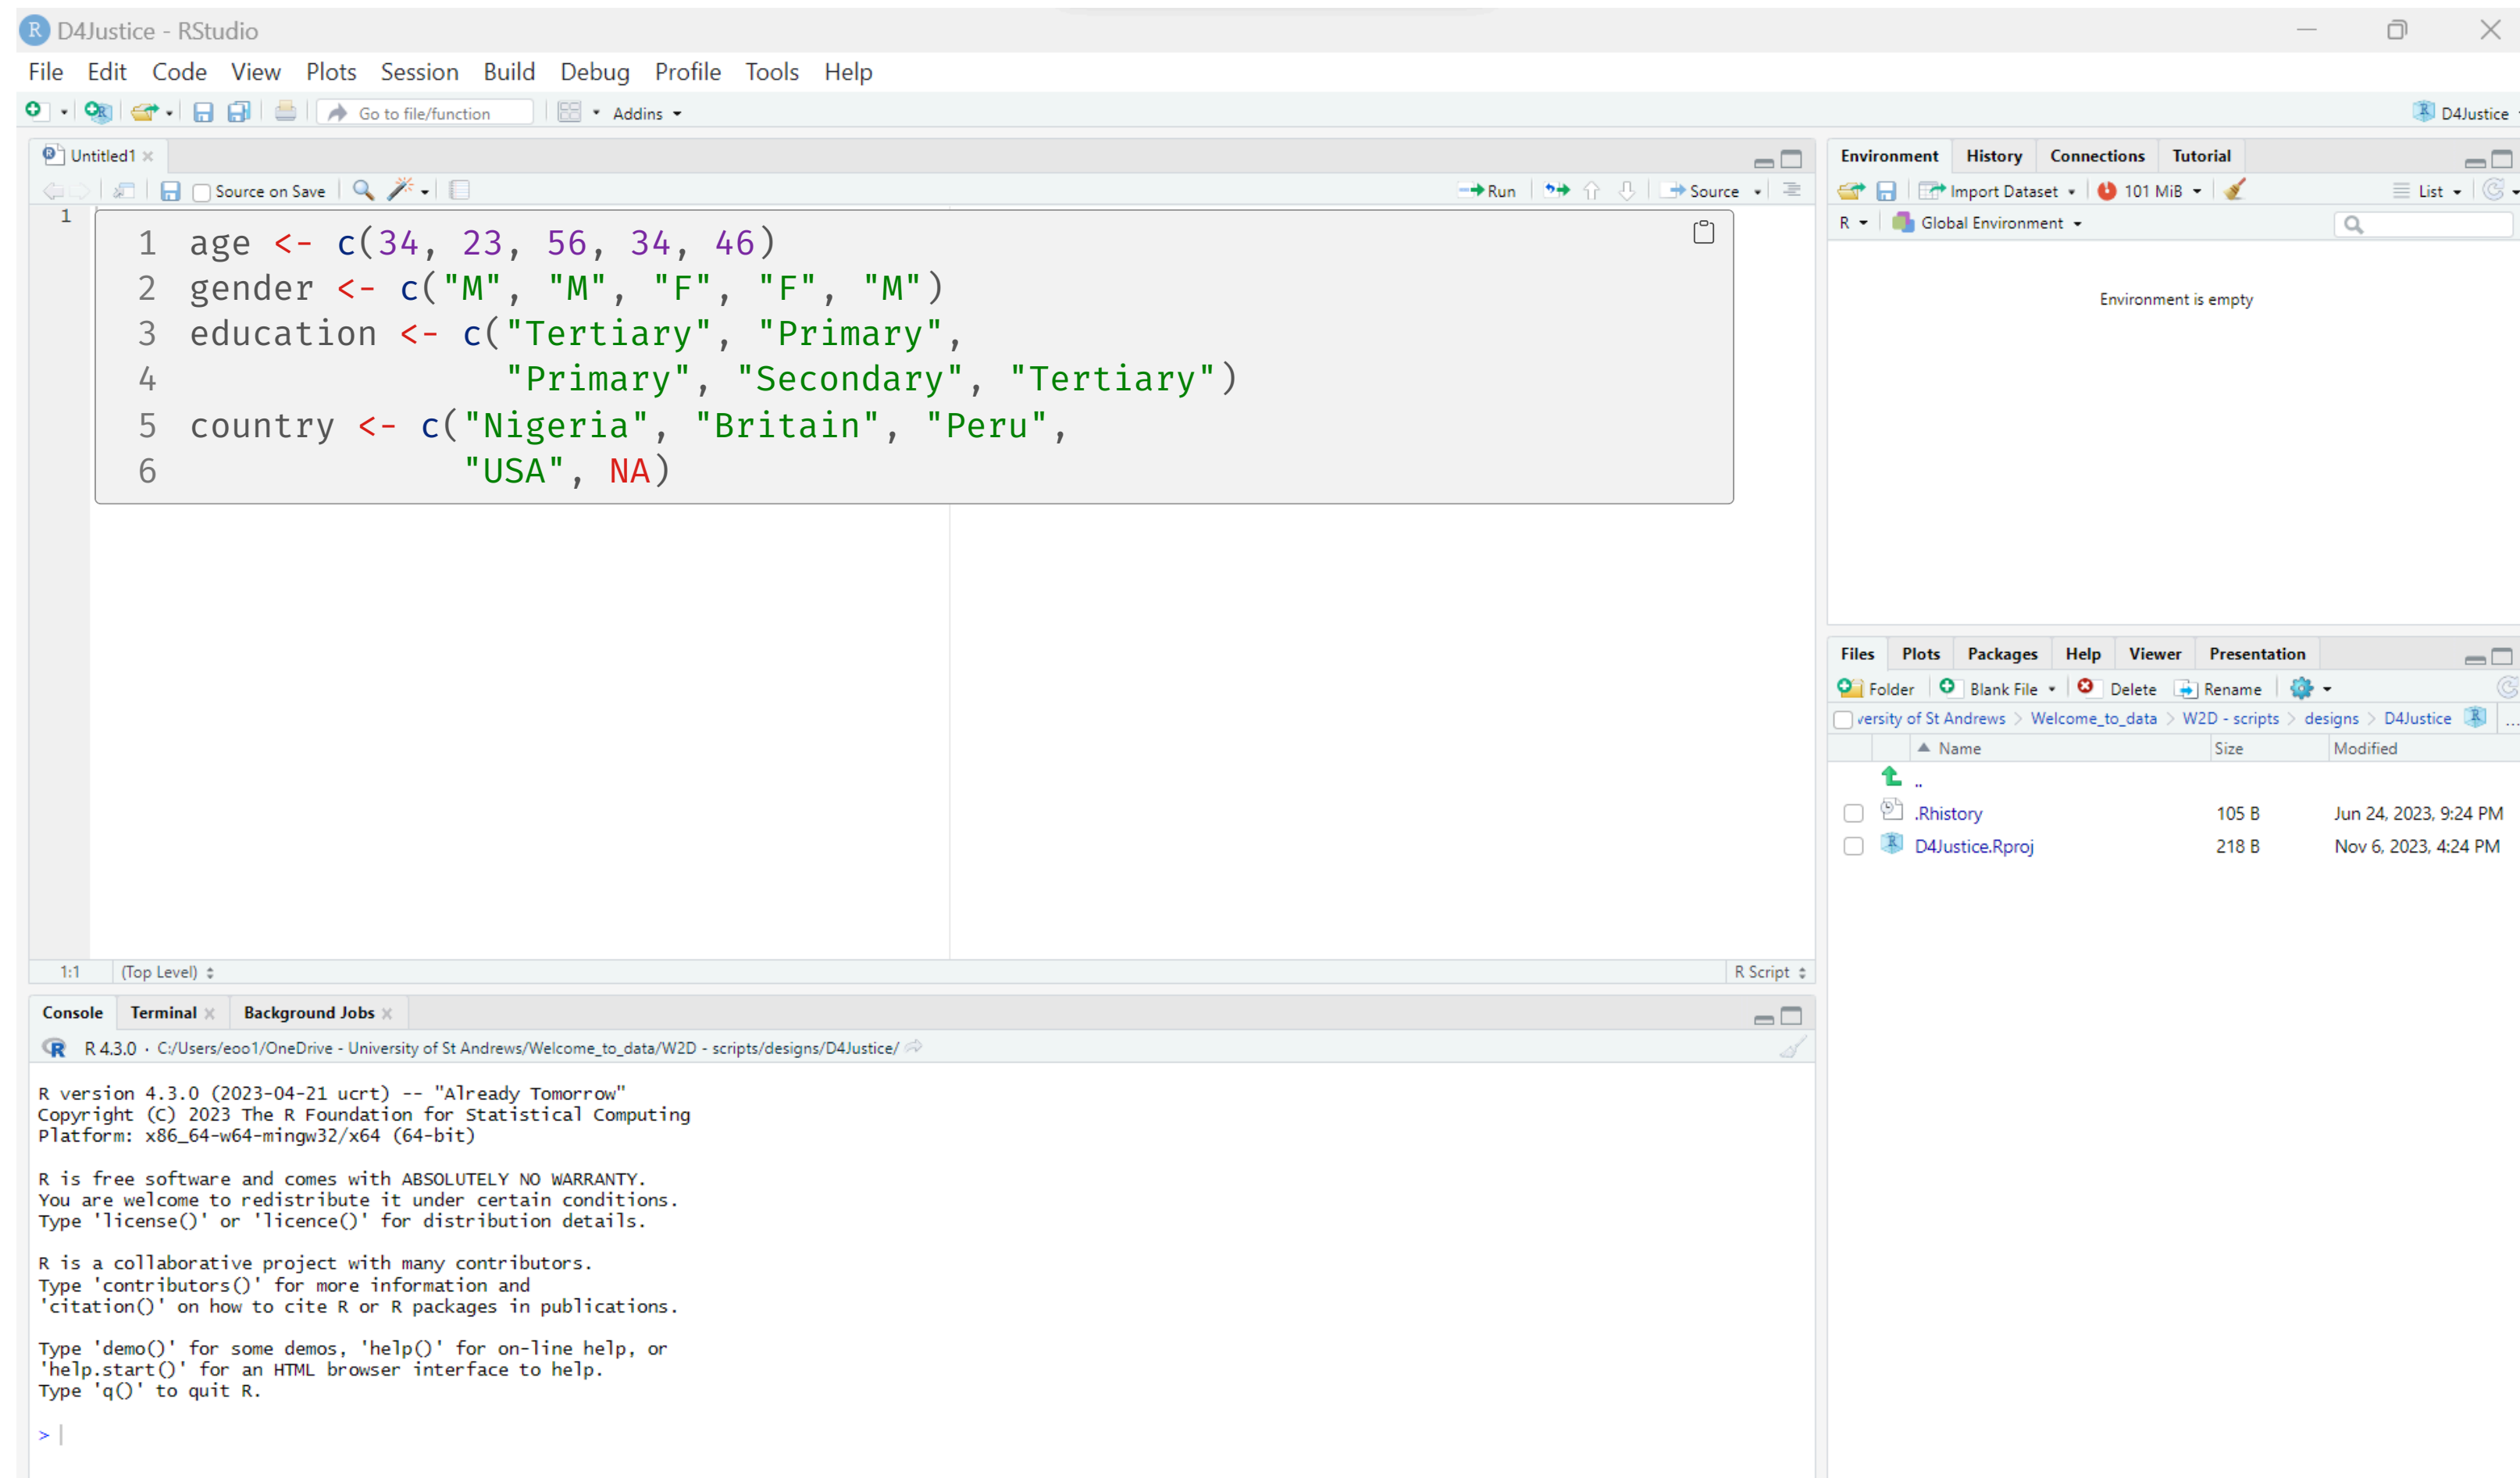 D4Justice - RStudio
File Edit Code View Plots Session Build Debug Profile Tools Help
Go to file/function Addins D4Justice
Untitled1
Source on Save Run Source
1
1 age <- c(34, 23, 56, 34, 46)
2 gender <- c("M", "M", "F", "F", "M")
3 education <- c("Tertiary", "Primary",
4 "Primary", "Secondary", "Tertiary")
5 country <- c("Nigeria", "Britain", "Peru",
6 "USA", NA)
1:1 (Top Level) R Script
Console Terminal Background Jobs
R 4.3.0 · C:/Users/eoo1/OneDrive - University of St Andrews/Welcome_to_data/W2D - scripts/designs/D4Justice/
R version 4.3.0 (2023-04-21 ucrt) -- "Already Tomorrow"
Copyright (C) 2023 The R Foundation for Statistical Computing
Platform: x86_64-w64-mingw32/x64 (64-bit)
R is free software and comes with ABSOLUTELY NO WARRANTY.
You are welcome to redistribute it under certain conditions.
Type 'license()' or 'licence()' for distribution details.
R is a collaborative project with many contributors.
Type 'contributors()' for more information and
'citation()' on how to cite R or R packages in publications.
Type 'demo()' for some demos, 'help()' for on-line help, or
'help.start()' for an HTML browser interface to help.
Type 'q()' to quit R.
>
Environment History Connections Tutorial
Import Dataset 101 MiB List
R Global Environment
Environment is empty
Files Plots Packages Help Viewer Presentation
Folder Blank File Delete Rename
versity of St Andrews > Welcome_to_data > W2D - scripts > designs > D4Justice ...
Name Size Modified
..
.Rhistory 105 B Jun 24, 2023, 9:24 PM
D4Justice.Rproj 218 B Nov 6, 2023, 4:24 PM